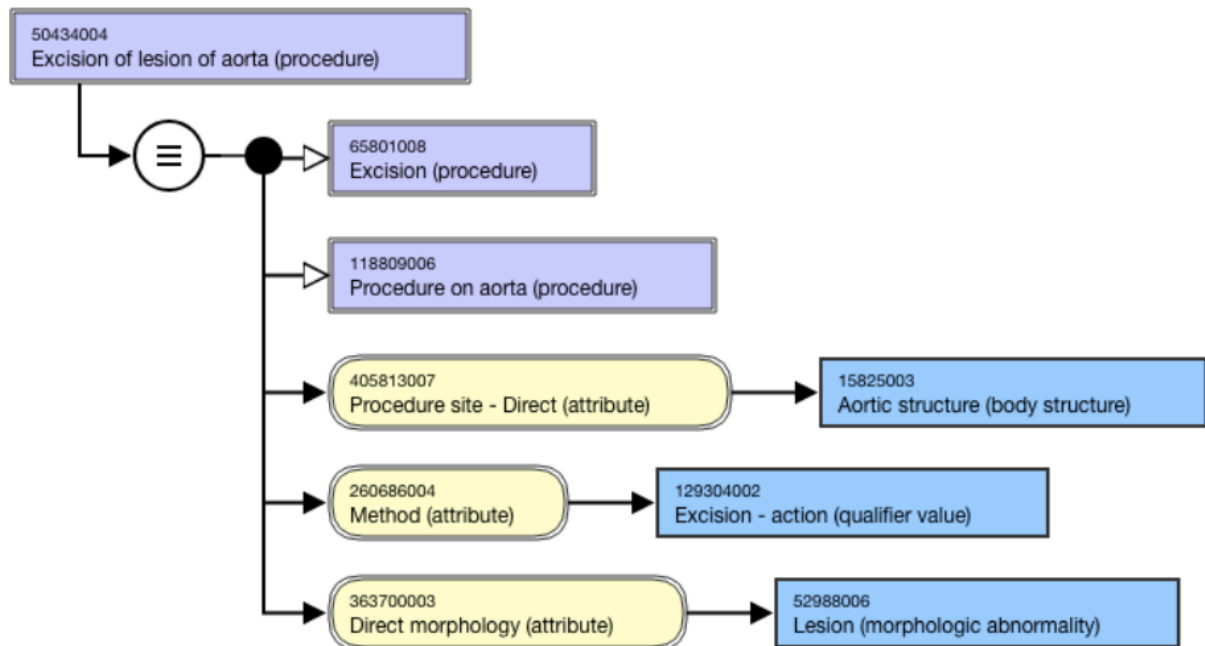 50434004
Excision of lesion of aorta (procedure)
65801008
Excision (procedure)
118809006
Procedure on aorta (procedure)
405813007
Procedure site - Direct (attribute)
15825003
Aortic structure (body structure)
260686004
Method (attribute)
129304002
Excision - action (qualifier value)
363700003
Direct morphology (attribute)
52988006
Lesion (morphologic abnormality)